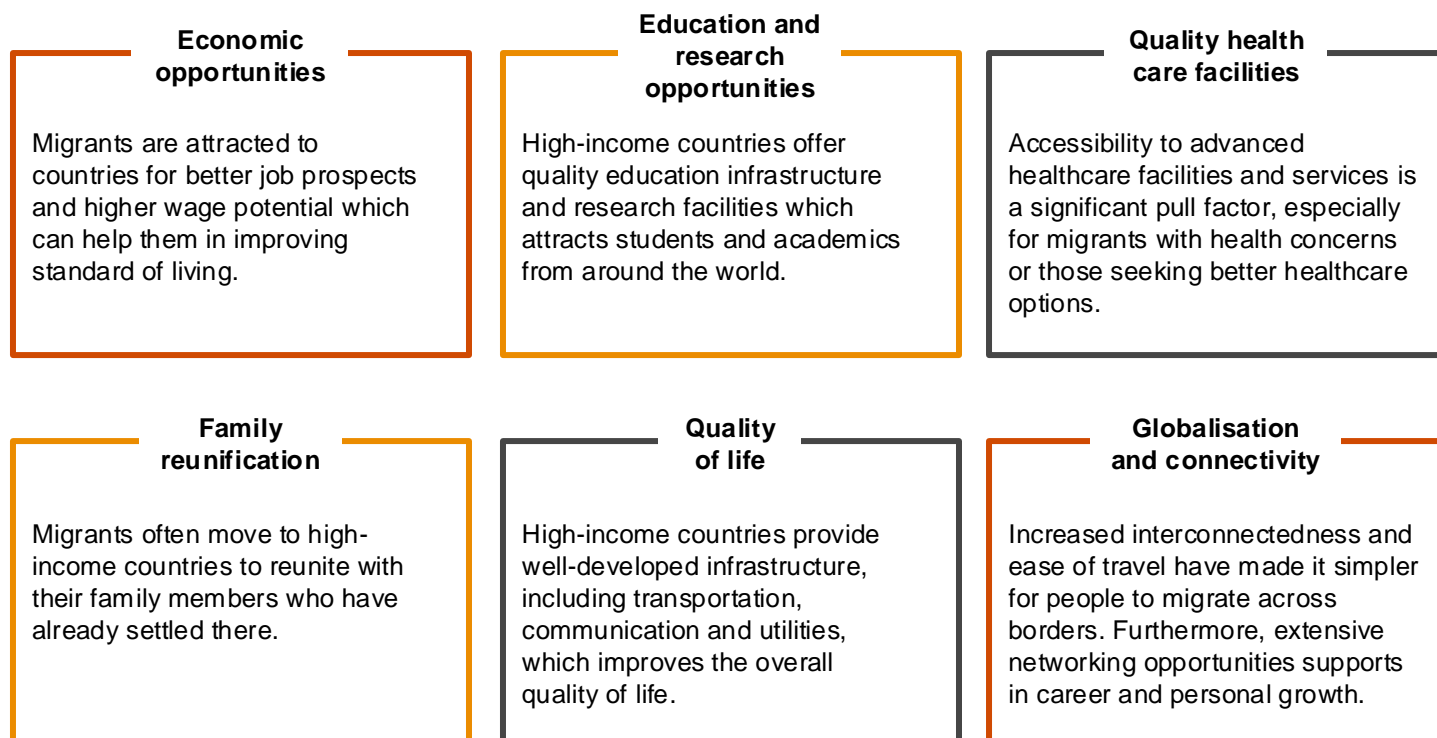 Economic
opportunities
Migrants are attracted to
countries for better job prospects
and higher wage potential which
can help them in improving
standard of living.
Education and
research
opportunities
High-income countries offer
quality education infrastructure
and research facilities which
attracts students and academics
from around the world.
Quality health
care facilities
Accessibility to advanced
healthcare facilities and services is
a significant pull factor, especially
for migrants with health concerns
or those seeking better healthcare
options.
Family
reunification
Migrants often move to high-
income countries to reunite with
their family members who have
already settled there.
Quality
of life
High-income countries provide
well-developed infrastructure,
including transportation,
communication and utilities,
which improves the overall
quality of life.
Globalisation
and connectivity
Increased interconnectedness and
ease of travel have made it simpler
for people to migrate across
borders. Furthermore, extensive
networking opportunities supports
in career and personal growth.